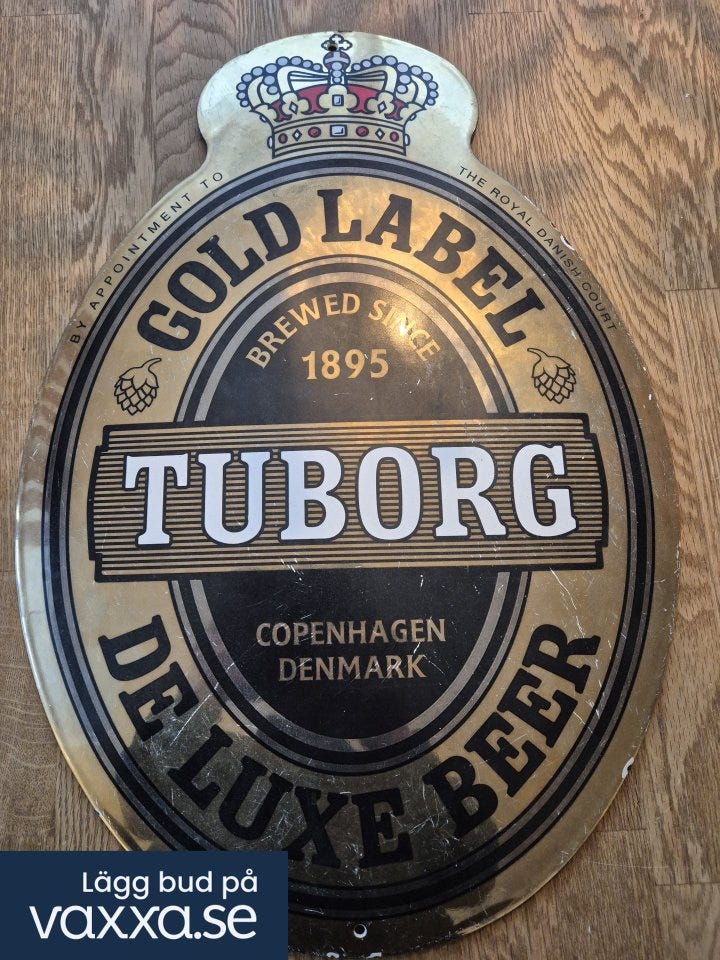 BY APPOINTMENT TO
THE ROYAL DANISH COURT
GOLD LABEL
BREWED SINCE
1895
TUBORG
COPENHAGEN
DENMARK
DE LUXE BEER
Lägg bud på
vaxxa.se